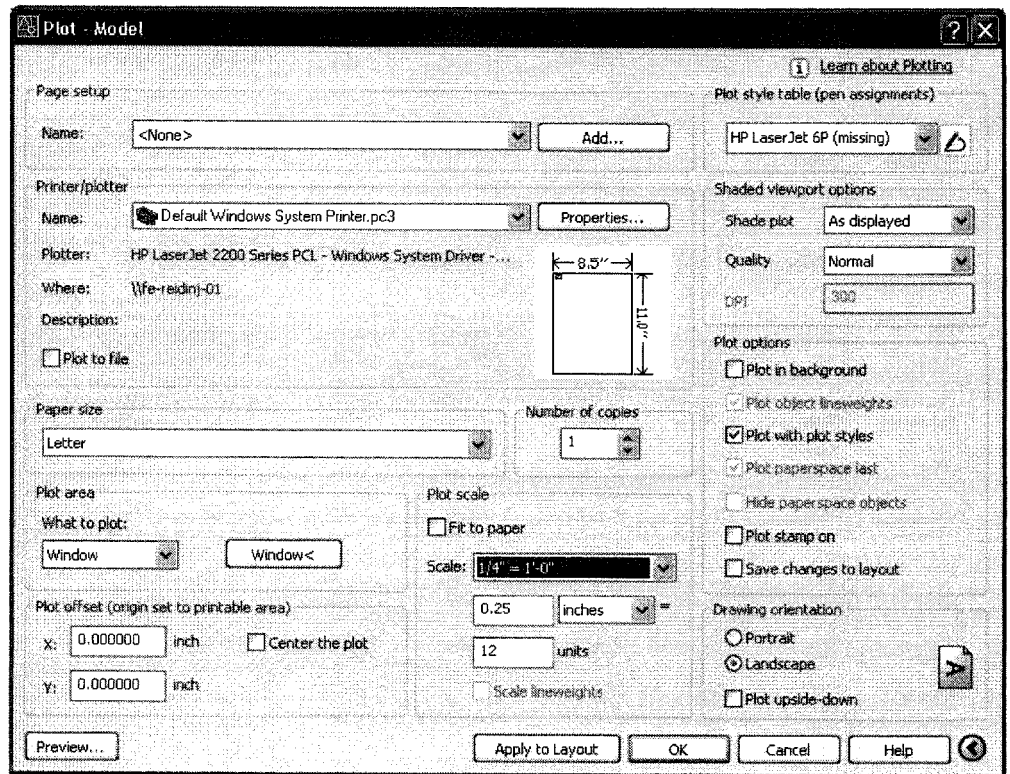 Plot - Model
Learn about Plotting
Page setup
Name: <None> Add...
Plot style table (pen assignments)
HP LaserJet 6P (missing)
Printer/plotter
Name: Default Windows System Printer.pc3 Properties...
Plotter: HP LaserJet 2200 Series PCL - Windows System Driver -...
Where: \\fe-reidinj-01
Description:
Plot to file
8.5″
11.0″
Shaded viewport options
Shade plot As displayed
Quality Normal
DPI 300
Paper size
Letter
Number of copies
1
Plot options
Plot in background
Plot object lineweights
Plot with plot styles
Plot paperspace last
Hide paperspace objects
Plot stamp on
Save changes to layout
Plot area
What to plot:
Window Window<
Plot scale
Fit to paper
Scale: 1/4" = 1'-0"
0.25 inches =
12 units
Scale lineweights
Plot offset (origin set to printable area)
X: 0.000000 inch Center the plot
Y: 0.000000 inch
Drawing orientation
Portrait
Landscape
Plot upside-down
A
Preview... Apply to Layout OK Cancel Help